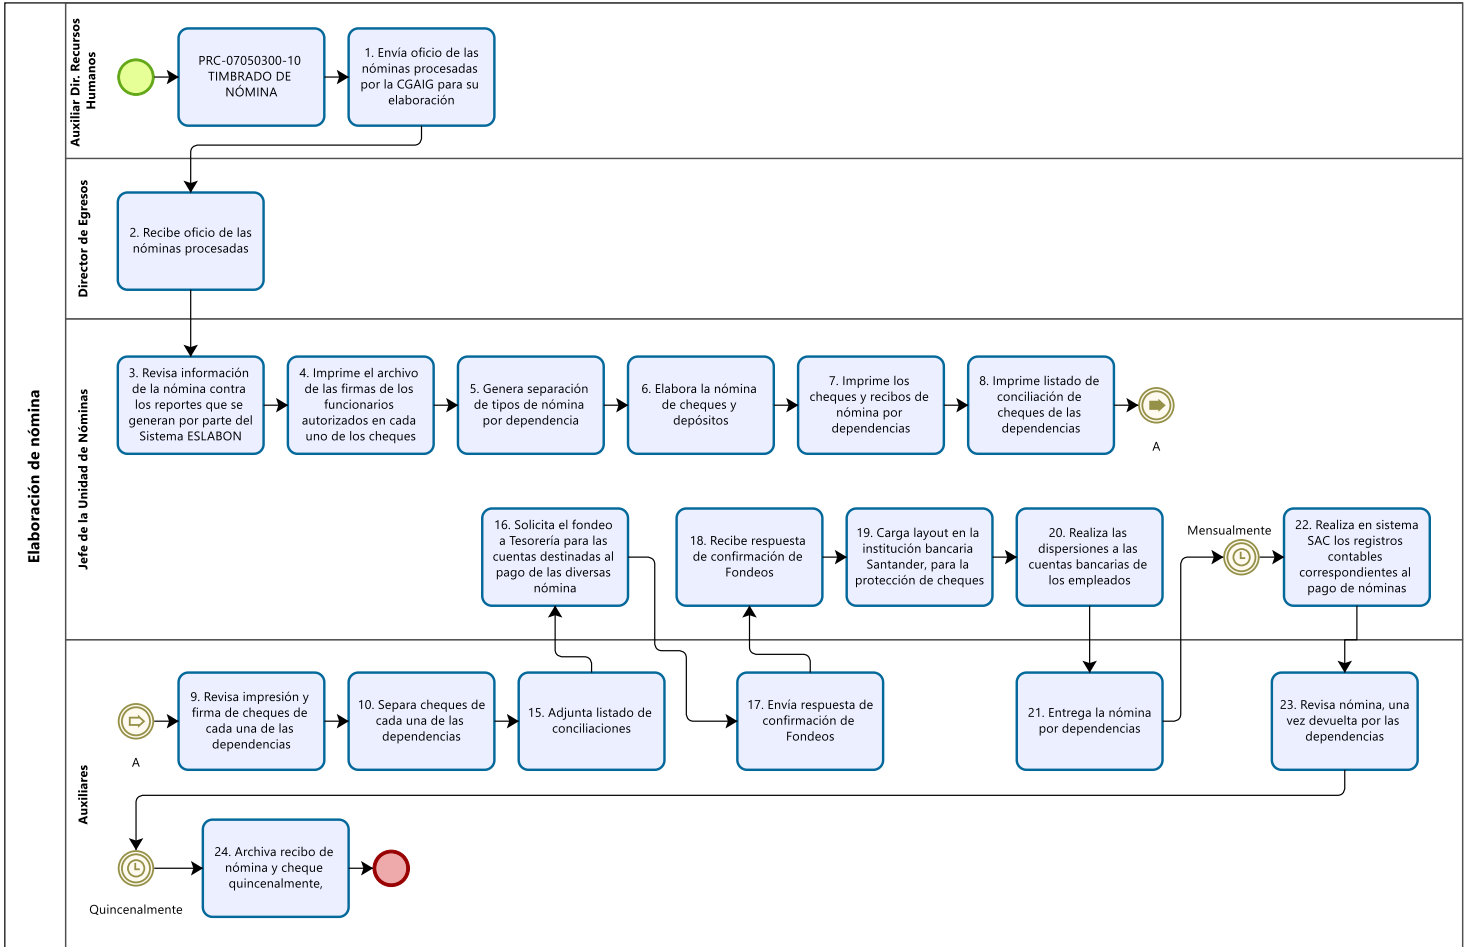 Elaboración de nómina
Auxiliar Dir. Recursos
Humanos
PRC-07050300-10
TIMBRADO DE
NÓMINA
1. Envía oficio de las
nóminas procesadas
por la CGAIG para su
elaboración
Director de Egresos
2. Recibe oficio de las
nóminas procesadas
Jefe de la Unidad de Nóminas
3. Revisa información
de la nómina contra
los reportes que se
generan por parte del
Sistema ESLABON
4. Imprime el archivo
de las firmas de los
funcionarios
autorizados en cada
uno de los cheques
5. Genera separación
de tipos de nómina
por dependencia
6. Elabora la nómina
de cheques y
depósitos
7. Imprime los
cheques y recibos de
nómina por
dependencias
8. Imprime listado de
conciliación de
cheques de las
dependencias
A
16. Solicita el fondeo
a Tesorería para las
cuentas destinadas al
pago de las diversas
nómina
18. Recibe respuesta
de confirmación de
Fondeos
19. Carga layout en la
institución bancaria
Santander, para la
protección de cheques
20. Realiza las
dispersiones a las
cuentas bancarias de
los empleados
Mensualmente
22. Realiza en sistema
SAC los registros
contables
correspondientes al
pago de nóminas
Auxiliares
A
9. Revisa impresión y
firma de cheques de
cada una de las
dependencias
10. Separa cheques de
cada una de las
dependencias
15. Adjunta listado de
conciliaciones
17. Envía respuesta de
confirmación de
Fondeos
21. Entrega la nómina
por dependencias
23. Revisa nómina, una
vez devuelta por las
dependencias
Quincenalmente
24. Archiva recibo de
nómina y cheque
quincenalmente,